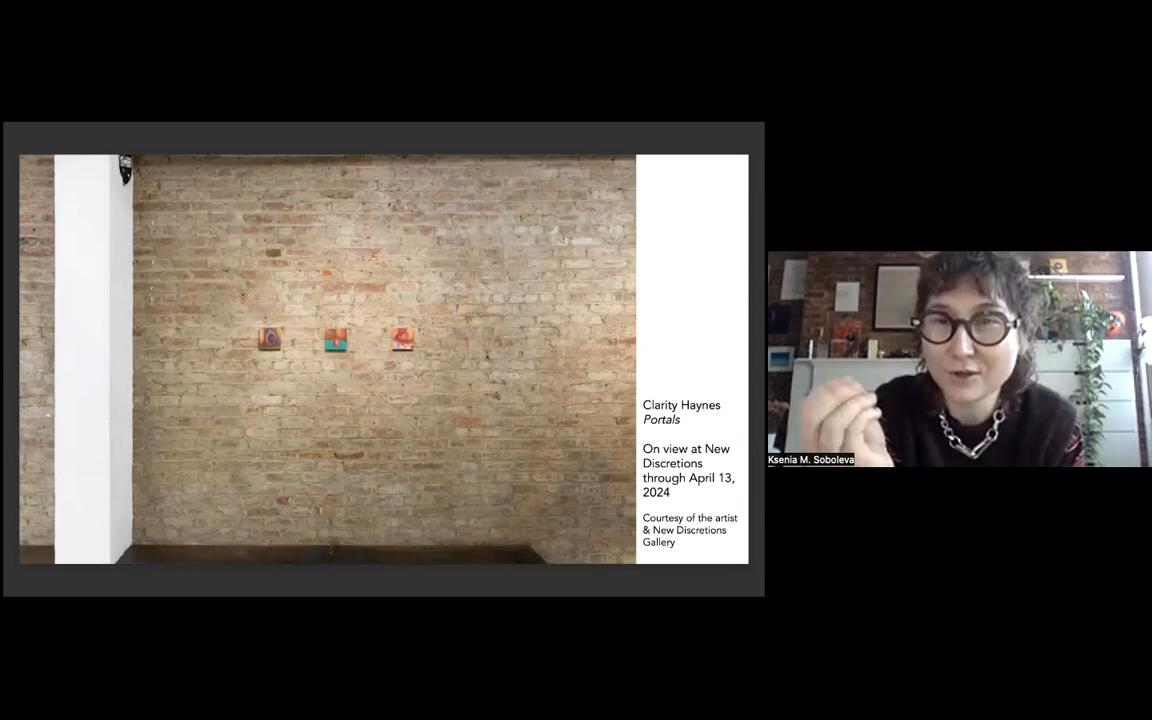 Clarity Haynes
Portals
On view at New
Discretions
through April 13,
2024
Courtesy of the artist
& New Discretions
Gallery
Ksenia M. Soboleva